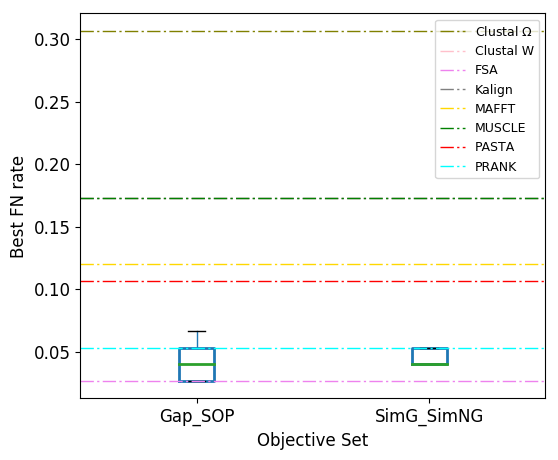 Best FN rate
0.30
0.25
0.20
0.15
0.10
0.05
Clustal Ω
Clustal W
FSA
Kalign
MAFFT
MUSCLE
PASTA
PRANK
Gap_SOP
SimG_SimNG
Objective Set